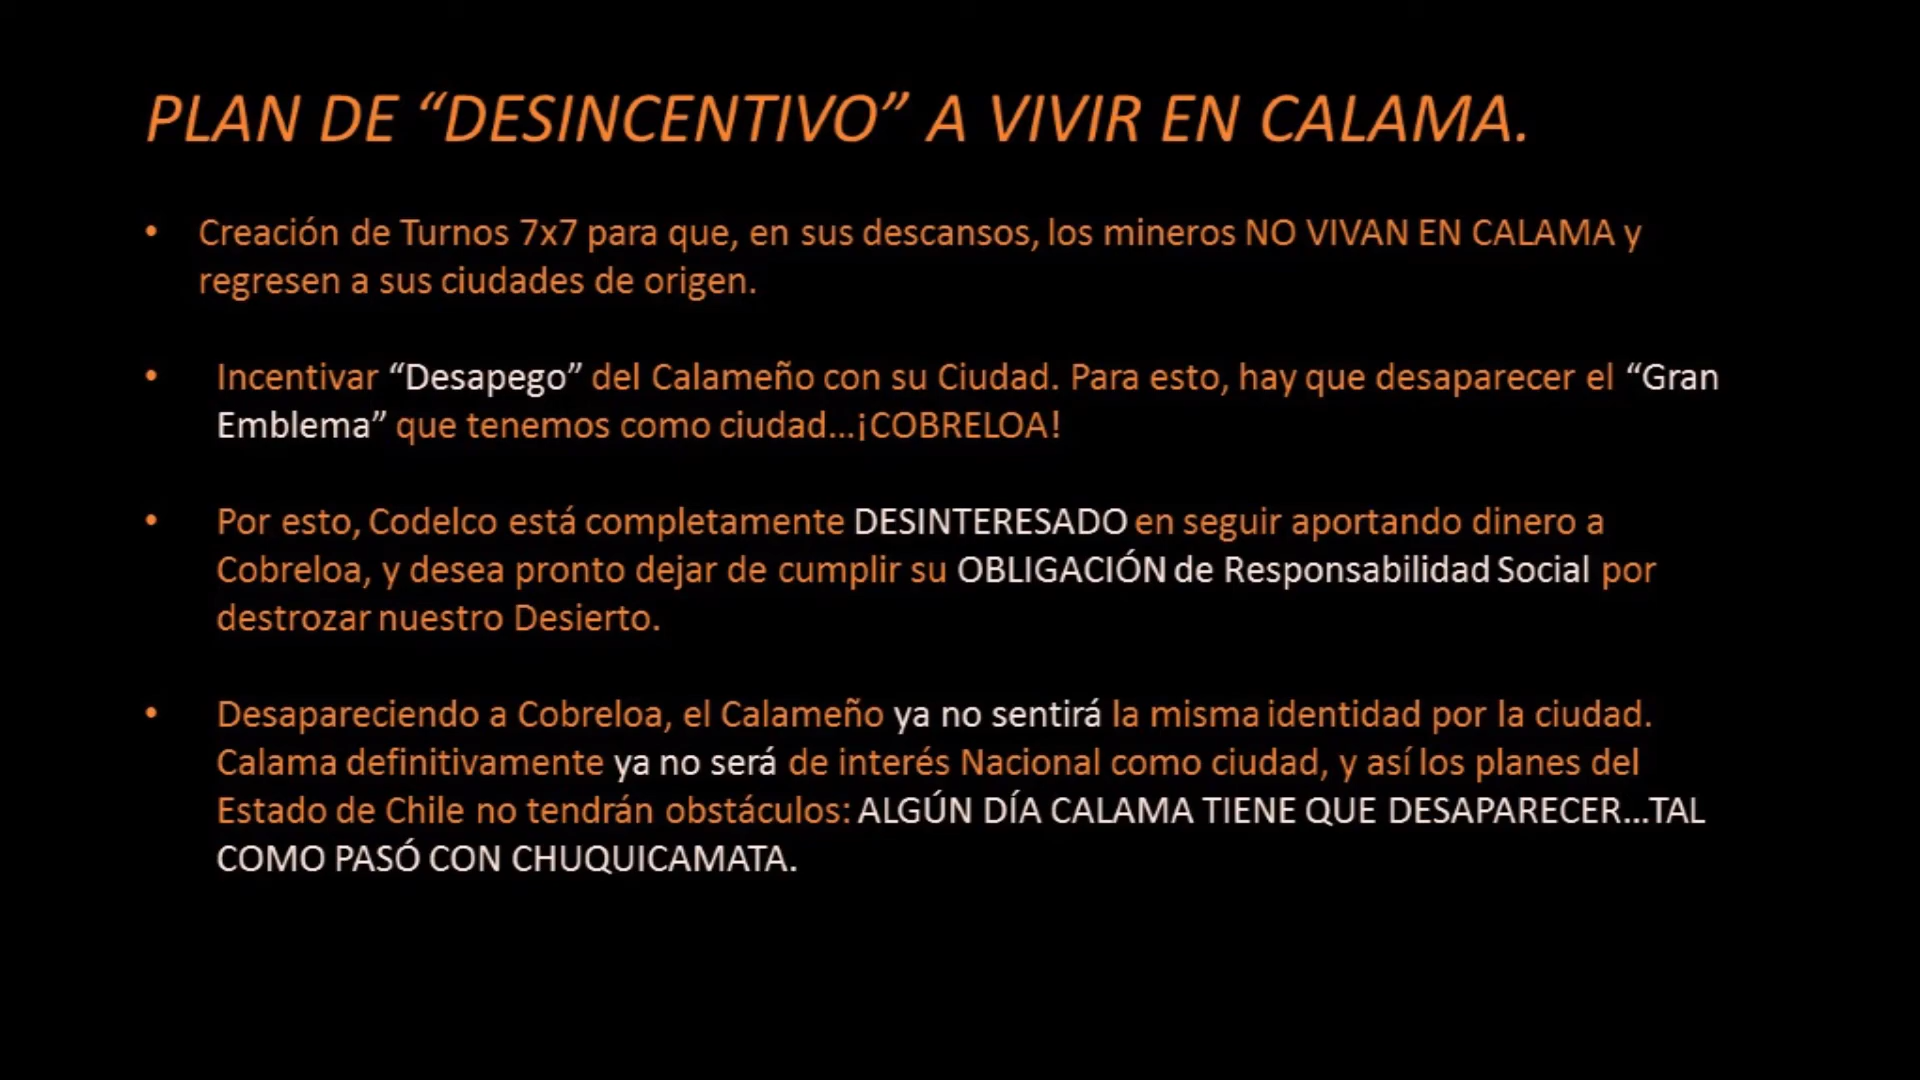 PLAN DE “DESINCENTIVO” A VIVIR EN CALAMA.
• Creación de Turnos 7x7 para que, en sus descansos, los mineros NO VIVAN EN CALAMA y
regresen a sus ciudades de origen.
• Incentivar “Desapego” del Calameño con su Ciudad. Para esto, hay que desaparecer el “Gran
Emblema” que tenemos como ciudad...¡COBRELOA!
• Por esto, Codelco está completamente DESINTERESADO en seguir aportando dinero a
Cobreloa, y desea pronto dejar de cumplir su OBLIGACIÓN de Responsabilidad Social por
destrozar nuestro Desierto.
• Desapareciendo a Cobreloa, el Calameño ya no sentirá la misma identidad por la ciudad.
Calama definitivamente ya no será de interés Nacional como ciudad, y así los planes del
Estado de Chile no tendrán obstáculos: ALGÚN DÍA CALAMA TIENE QUE DESAPARECER...TAL
COMO PASÓ CON CHUQUICAMATA.